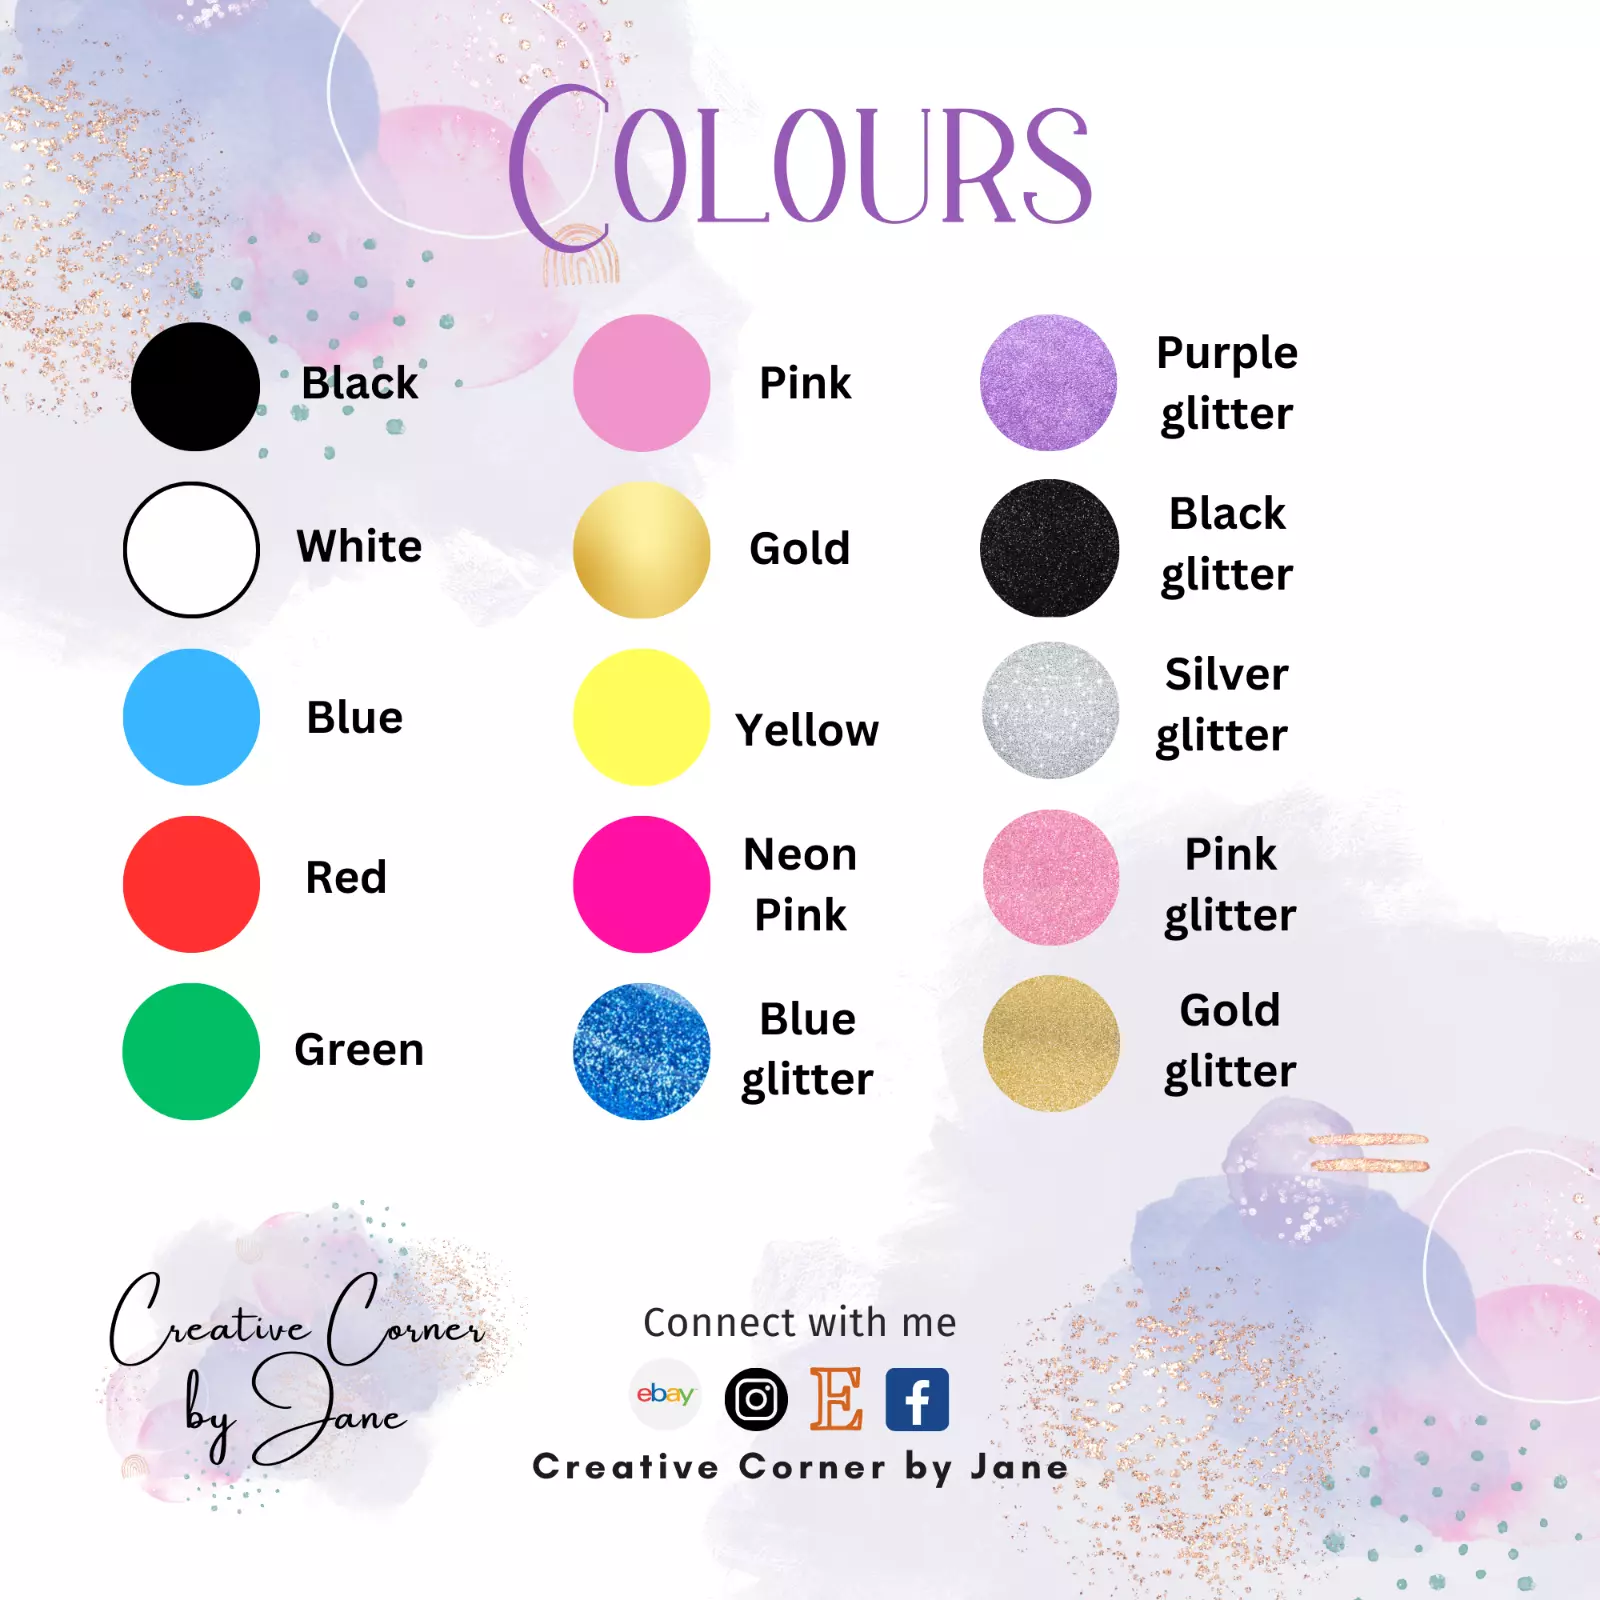 COLOURS
Black
Pink
Purple
glitter
White
Gold
Black
glitter
Blue
Yellow
Silver
glitter
Red
Neon
Pink
Pink
glitter
Green
Blue
glitter
Gold
glitter
Creative Corner
by Jane
Connect with me
ebay
E
f
Creative Corner by Jane